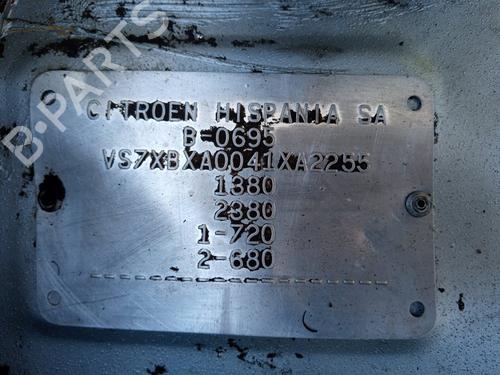 CITROEN HISPANIA SA
B-0695
VS7XBXA0041XA2255
1380
2380
1-720
2-680
B-PARTS